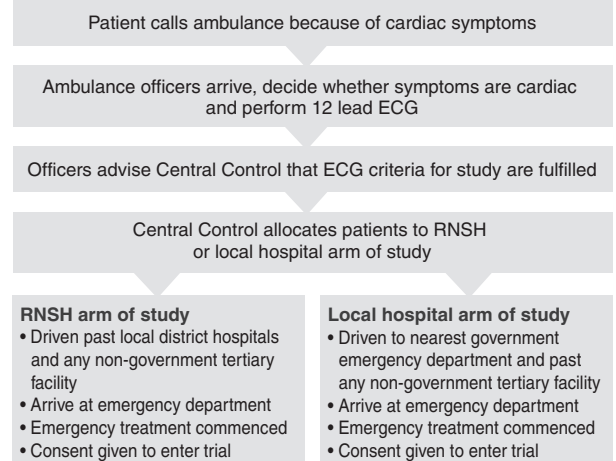 Patient calls ambulance because of cardiac symptoms
Ambulance officers arrive, decide whether symptoms are cardiac
and perform 12 lead ECG
Officers advise Central Control that ECG criteria for study are fulfilled
Central Control allocates patients to RNSH
or local hospital arm of study
RNSH arm of study
• Driven past local district hospitals
and any non-government tertiary
facility
• Arrive at emergency department
• Emergency treatment commenced
• Consent given to enter trial
Local hospital arm of study
• Driven to nearest government
emergency department and past
any non-government tertiary facility
• Arrive at emergency department
• Emergency treatment commenced
• Consent given to enter trial